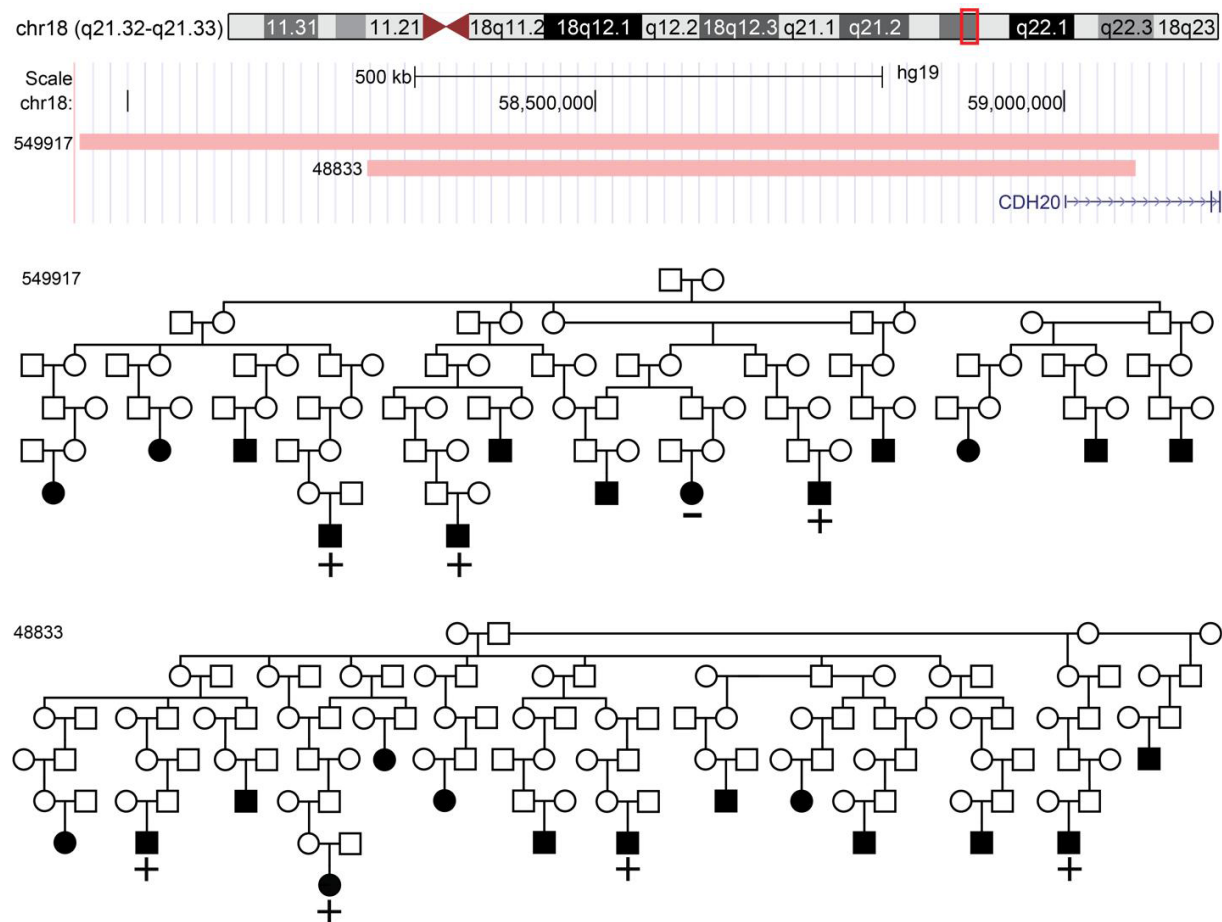 chr18 (q21.32-q21.33) 11.31 11.21 18q11.2 18q12.1 q12.2 18q12.3 q21.1 q21.2 q22.1 q22.3 18q23
Scale 500 kb hg19
chr18: 58,500,000 59,000,000
549917
48833
CDH20
549917
− +
+ +
48833
+ + +
+